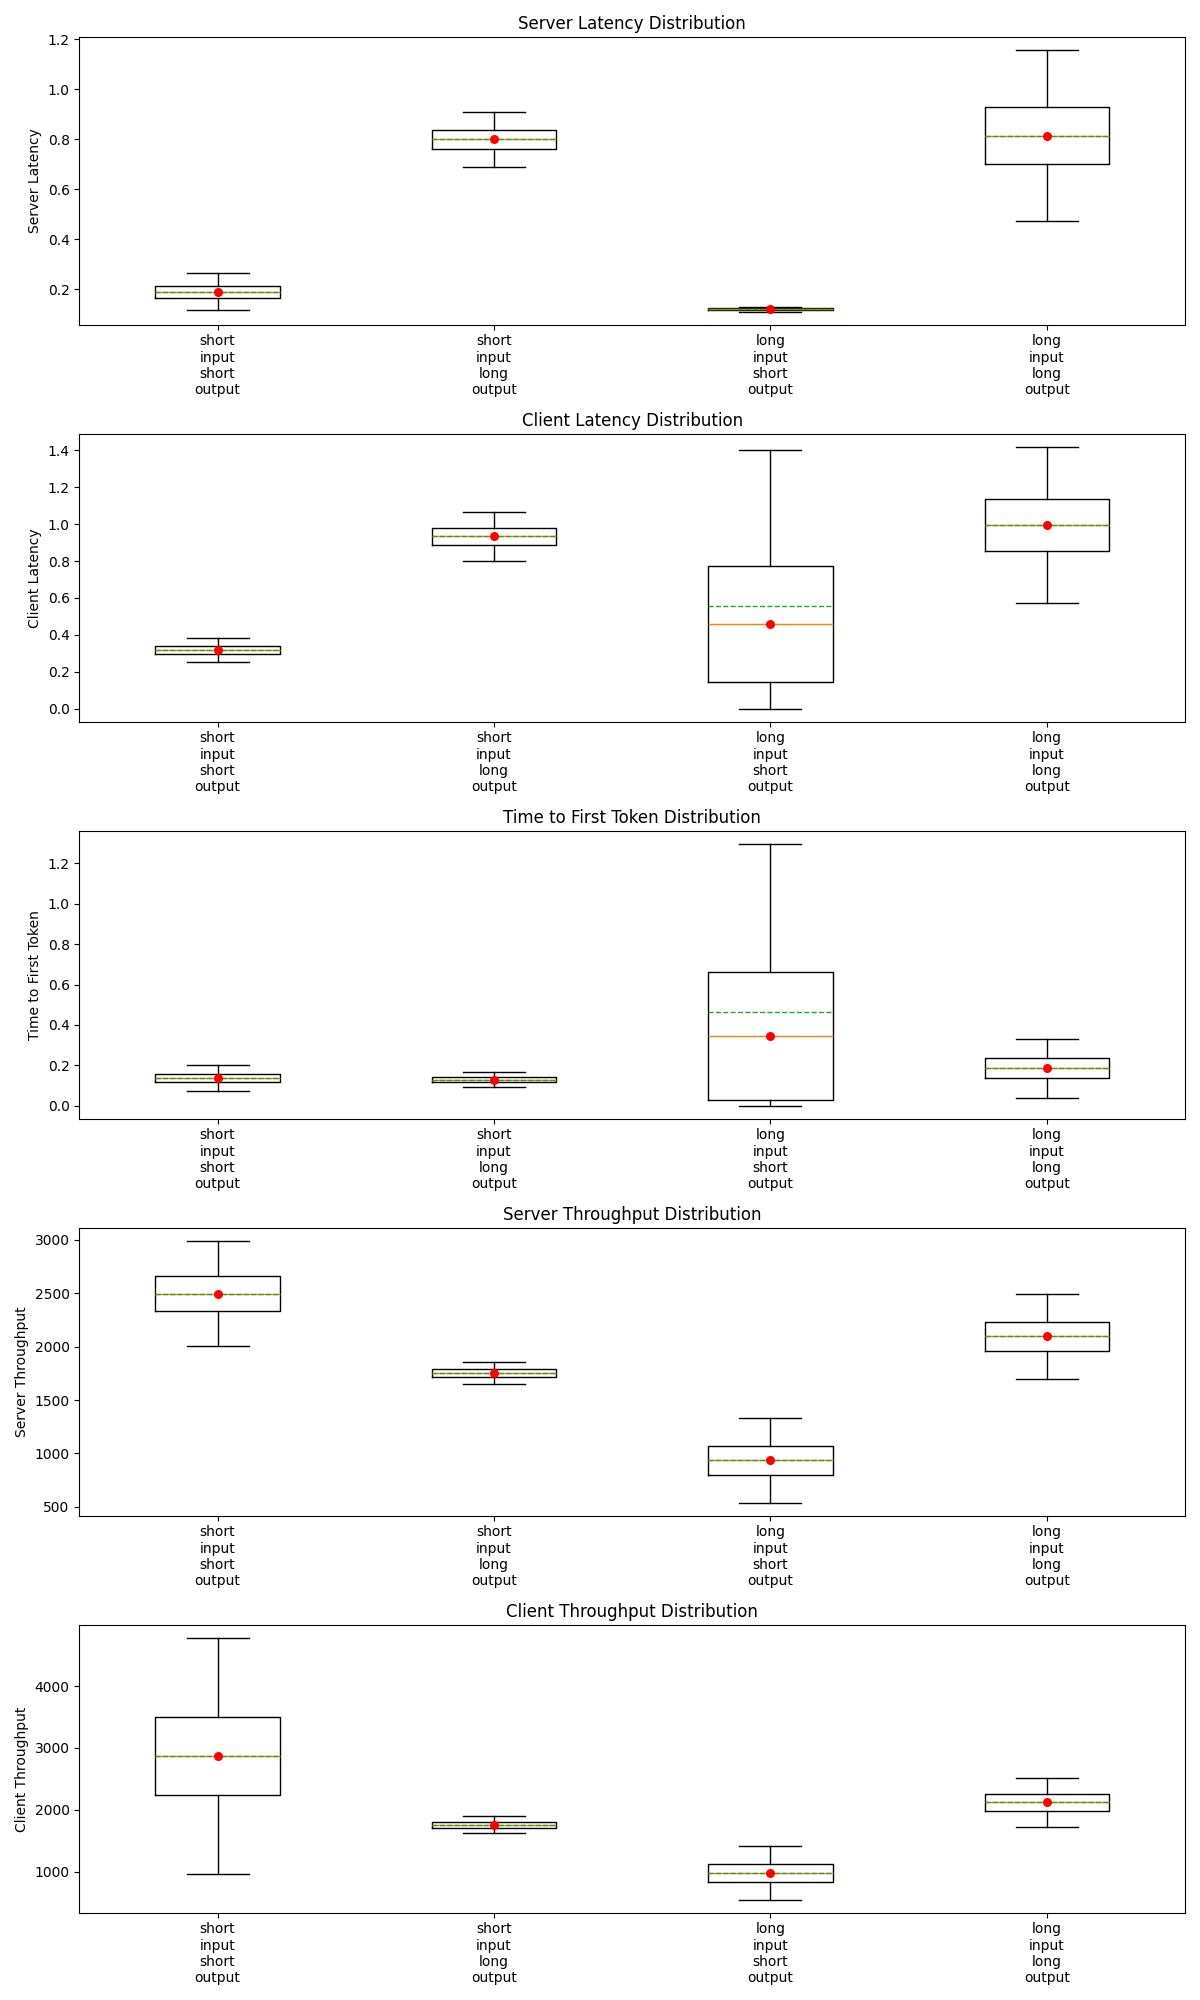 Server Latency Distribution
Server Latency
1.2
1.0
0.8
0.6
0.4
0.2
short
input
short
output
short
input
long
output
long
input
short
output
long
input
long
output
Client Latency Distribution
Client Latency
1.4
1.2
1.0
0.8
0.6
0.4
0.2
0.0
short
input
short
output
short
input
long
output
long
input
short
output
long
input
long
output
Time to First Token Distribution
Time to First Token
1.2
1.0
0.8
0.6
0.4
0.2
0.0
short
input
short
output
short
input
long
output
long
input
short
output
long
input
long
output
Server Throughput Distribution
Server Throughput
3000
2500
2000
1500
1000
500
short
input
short
output
short
input
long
output
long
input
short
output
long
input
long
output
Client Throughput Distribution
Client Throughput
4000
3000
2000
1000
short
input
short
output
short
input
long
output
long
input
short
output
long
input
long
output